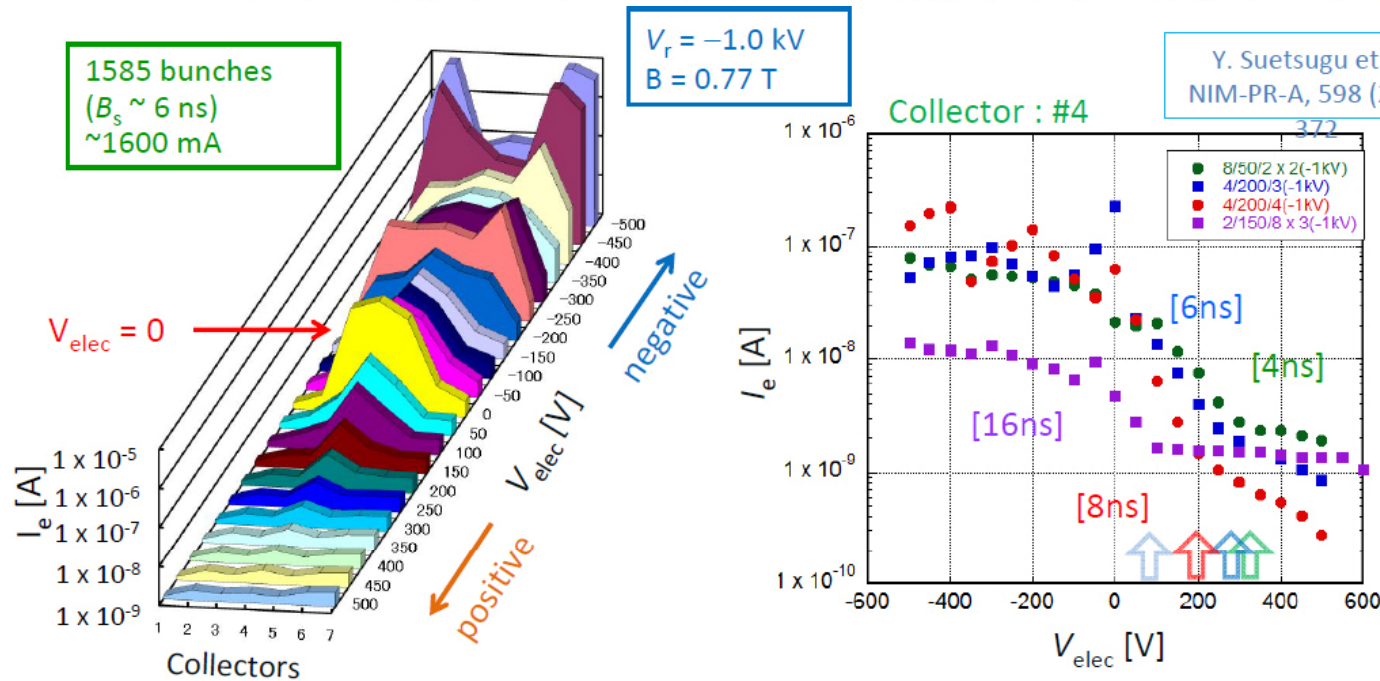 1585 bunches
(Bs ~ 6 ns)
~1600 mA
Vr = −1.0 kV
B = 0.77 T
Velec = 0
Ie [A]
1 x 10^-5
1 x 10^-6
1 x 10^-7
1 x 10^-8
1 x 10^-9
1 2 3 4 5 6 7
Collectors
−500
−450
−400
−350
−300
−250
−200
−150
−100
−50
0
50
100
150
200
250
300
350
400
450
500
Velec [V]
negative
positive
Y. Suetsugu et
NIM-PR-A, 598 (
372
Collector : #4
8/50/2 x 2(-1kV)
4/200/3(-1kV)
4/200/4(-1kV)
2/150/8 x 3(-1kV)
[6ns]
[4ns]
[16ns]
[8ns]
Ie [A]
1 x 10^-6
1 x 10^-7
1 x 10^-8
1 x 10^-9
1 x 10^-10
-600 -400 -200 0 200 400 600
Velec [V]